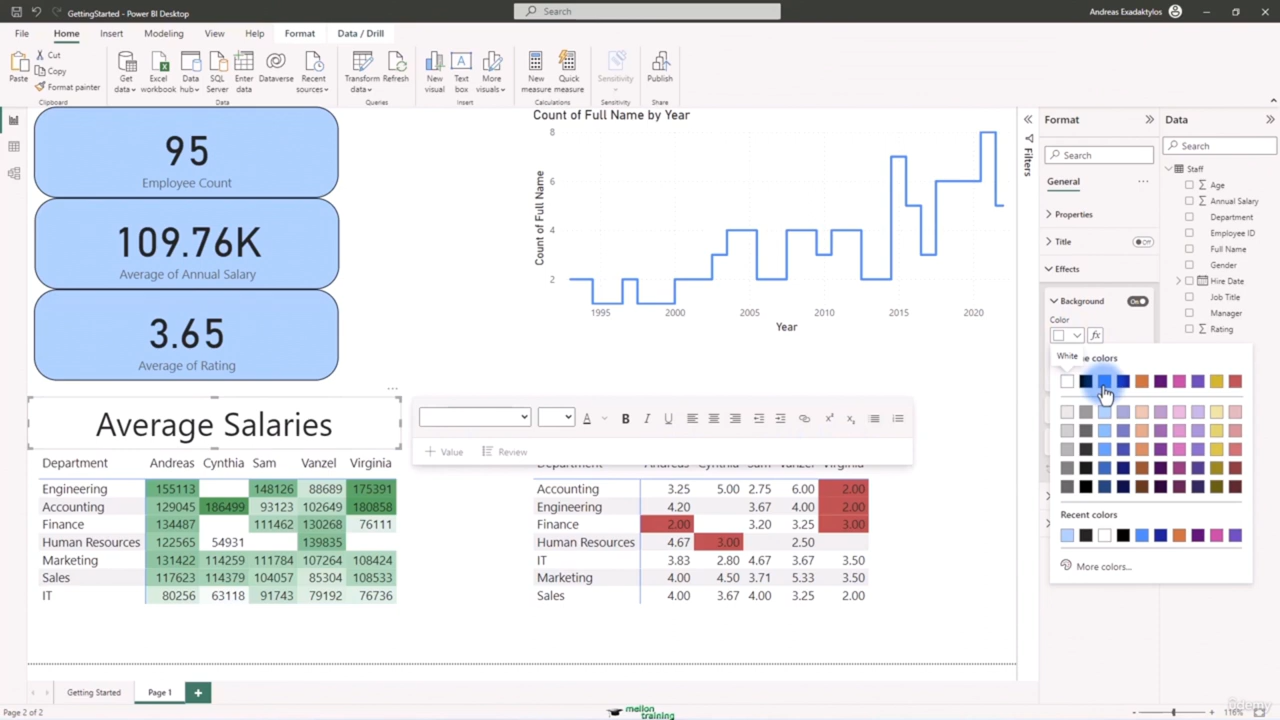 GettingStarted - Power BI Desktop
Search
Andreas Exadaktylos
File Home Insert Modeling View Help Format Data / Drill
Paste
Cut
Copy
Format painter
Clipboard
Get data
Excel workbook
Data hub
SQL Server
Enter data
Dataverse
Recent sources
Data
Transform data
Refresh
Queries
New visual
Text box
More visuals
Insert
New measure
Quick measure
Calculations
Sensitivity
Sensitivity
Publish
Share
95
Employee Count
109.76K
Average of Annual Salary
3.65
Average of Rating
Count of Full Name by Year
Count of Full Name
8
6
4
2
1995 2000 2005 2010 2015 2020
Year
Average Salaries
Department Andreas Cynthia Sam Vanzel Virginia
Engineering 155113 148126 88689 175391
Accounting 129045 186499 93123 102649 180858
Finance 134487 111462 130268 76111
Human Resources 122565 54931 139835
Marketing 131422 114259 111784 107264 108424
Sales 117623 114379 104057 85304 108533
IT 80256 63118 91743 79192 76736
A B I U
Value Review
Department Andreas Cynthia Sam Vanzel Virginia
Accounting 3.25 5.00 2.75 6.00 2.00
Engineering 4.20 3.67 4.00 2.00
Finance 2.00 3.20 3.25 3.00
Human Resources 4.67 3.00 2.50
IT 3.83 2.80 4.67 3.67 3.50
Marketing 4.00 4.50 3.71 5.33 3.50
Sales 4.00 3.67 4.00 3.25 2.00
Filters
Format
Search
General
Properties
Title Off
Effects
Background On
Color
fx
White
e colors
Recent colors
More colors...
Data
Search
Staff
Age
Annual Salary
Department
Employee ID
Full Name
Gender
Hire Date
Job Title
Manager
Rating
Getting Started Page 1 +
Page 2 of 2
mellon training
ûdemy
- + 116%